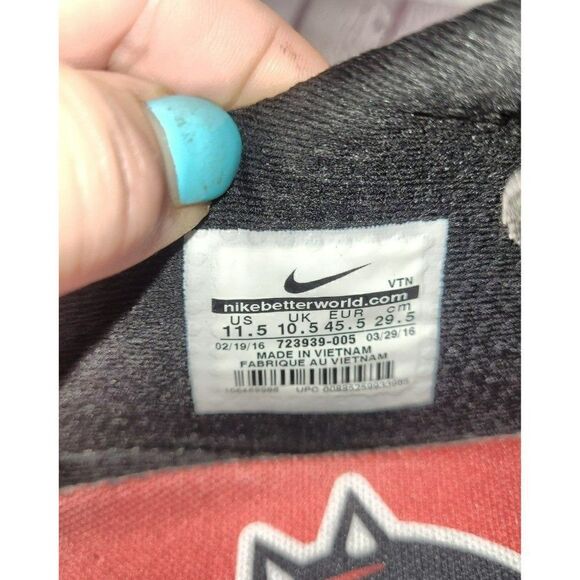 VTN
nikebetterworld.com
US UK EUR cm
11.5 10.5 45.5 29.5
02/19/16 723939-005 03/29/16
MADE IN VIETNAM
FABRIQUE AU VIETNAM
UPC